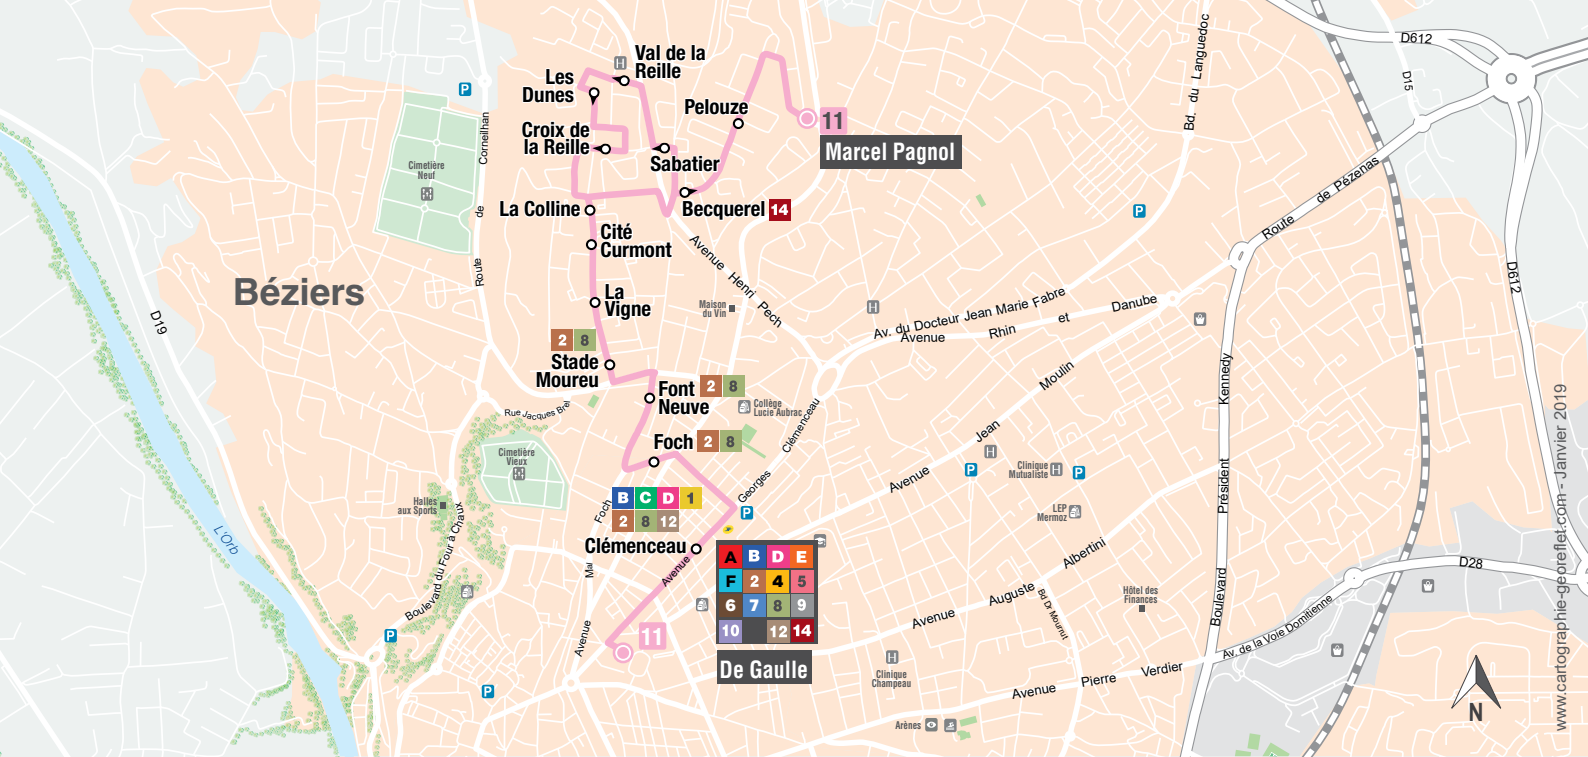 Val de la
Reille
Les
Dunes
Pelouze
11
Marcel Pagnol
Croix de
la Reille
Sabatier
Becquerel 14
La Colline
Cité
Curmont
La
Vigne
2 8
Stade
Moureu
Font
Neuve
2 8
Foch 2 8
B C D 1
2 8 12
Clémenceau
A B D E
F 2 4 5
6 7 8 9
10 12 14
De Gaulle
11
Béziers
Cimetière
Neuf
Route de Corneilhan
D19
L'Orb
Rue Jacques Brel
Cimetière
Vieux
Halles
aux Sports
Boulevard du Four à Chaux
Maison
du Vin
Avenue Henri Pech
Collège
Lucie Aubrac
Avenue Georges Clémenceau
Avenue Mal Foch
Av. du Docteur Jean Marie Fabre
Avenue Rhin et Danube
Avenue Jean Moulin
Bd. du Languedoc
D612
D15
Route de Pézenas
D612
Boulevard Président Kennedy
Clinique
Mutualiste
LEP
Mermoz
Avenue Auguste Albertini
Bd Dr Mourrut
Hôtel des
Finances
D28
Av. de la Voie Domitienne
Avenue Pierre Verdier
Clinique
Champeau
Arènes
P
P
P
P
P
P
P
H
H
H
H
H
N
www.cartographie-georeflet.com - Janvier 2019